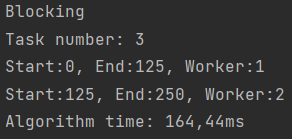 Blocking
Task number: 3
Start:0, End:125, Worker:1
Start:125, End:250, Worker:2
Algorithm time: 164,44ms